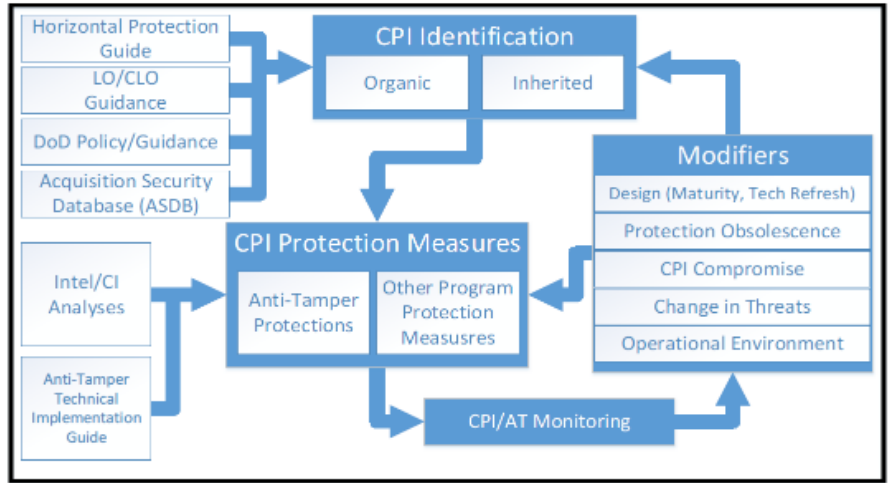 Horizontal Protection
Guide
LO/CLO
Guidance
DoD Policy/Guidance
Acquisition Security
Database (ASDB)
CPI Identification
Organic
Inherited
Modifiers
Design (Maturity, Tech Refresh)
Protection Obsolescence
CPI Compromise
Change in Threats
Operational Environment
CPI Protection Measures
Anti-Tamper
Protections
Other Program
Protection
Measusres
Intel/CI
Analyses
Anti-Tamper
Technical
Implementation
Guide
CPI/AT Monitoring